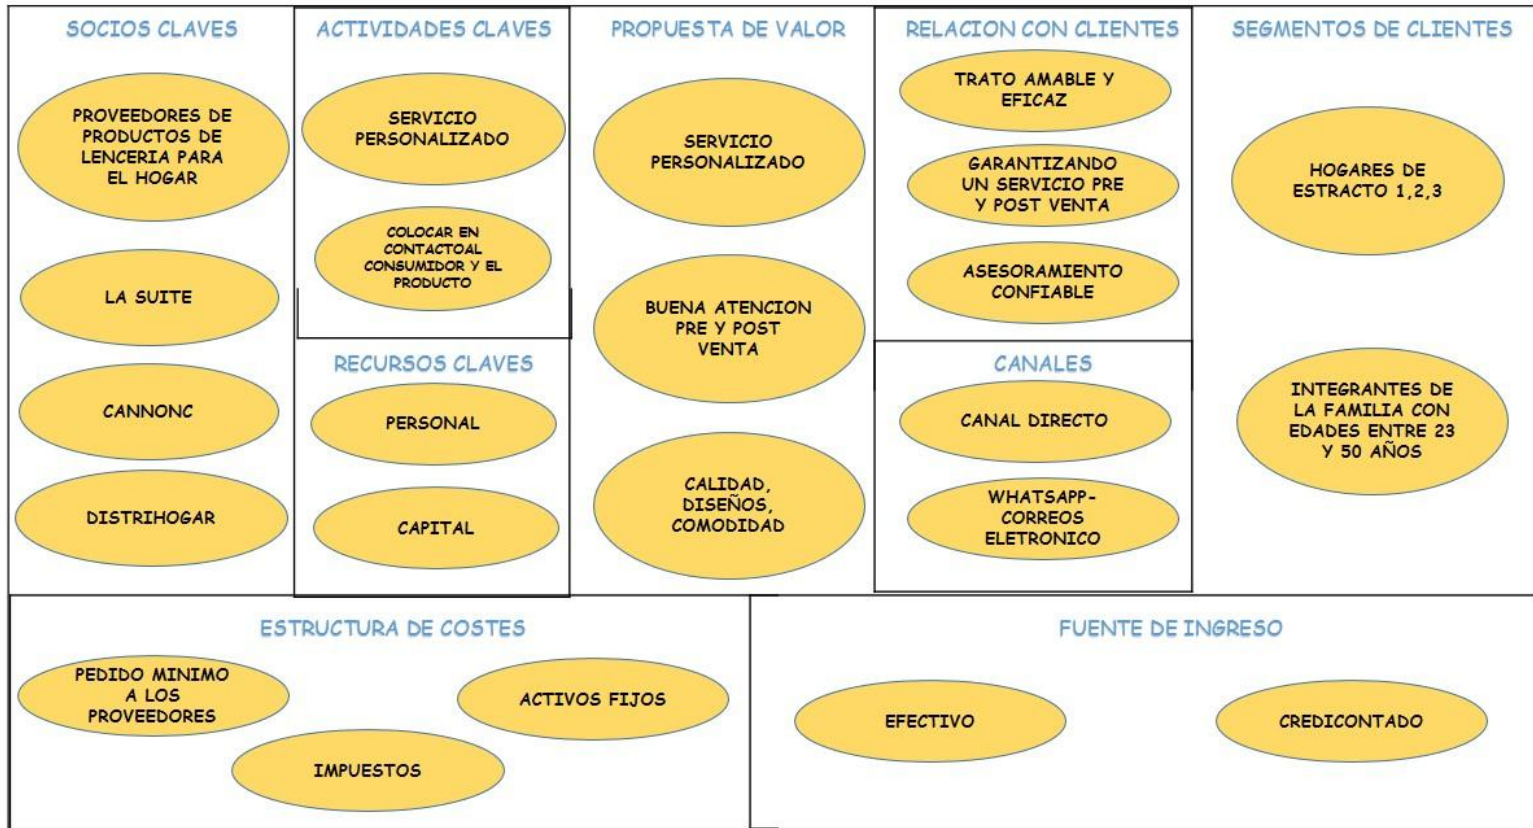 SOCIOS CLAVES
PROVEEDORES DE
PRODUCTOS DE
LENCERIA PARA
EL HOGAR
LA SUITE
CANNONC
DISTRIHOGAR
ACTIVIDADES CLAVES
SERVICIO
PERSONALIZADO
COLOCAR EN
CONTACTOAL
CONSUMIDOR Y EL
PRODUCTO
RECURSOS CLAVES
PERSONAL
CAPITAL
PROPUESTA DE VALOR
SERVICIO
PERSONALIZADO
BUENA ATENCION
PRE Y POST
VENTA
CALIDAD,
DISEÑOS,
COMODIDAD
RELACION CON CLIENTES
TRATO AMABLE Y
EFICAZ
GARANTIZANDO
UN SERVICIO PRE
Y POST VENTA
ASESORAMIENTO
CONFIABLE
CANALES
CANAL DIRECTO
WHATSAPP-
CORREOS
ELETRONICO
SEGMENTOS DE CLIENTES
HOGARES DE
ESTRACTO 1,2,3
INTEGRANTES DE
LA FAMILIA CON
EDADES ENTRE 23
Y 50 AÑOS
ESTRUCTURA DE COSTES
PEDIDO MINIMO
A LOS
PROVEEDORES
IMPUESTOS
ACTIVOS FIJOS
FUENTE DE INGRESO
EFECTIVO
CREDICONTADO